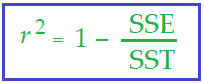 r² = 1 − SSE/SST